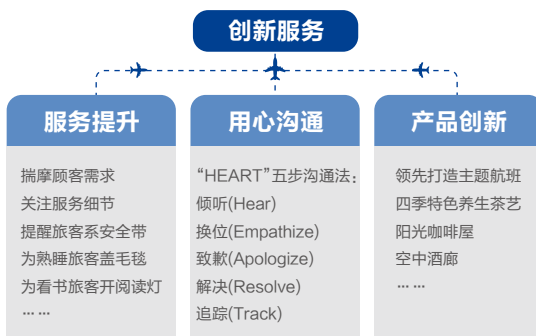 创新服务
服务提升
揣摩顾客需求
关注服务细节
提醒旅客系安全带
为熟睡旅客盖毛毯
为看书旅客开阅读灯
……
用心沟通
“HEART”五步沟通法：
倾听(Hear)
换位(Empathize)
致歉(Apologize)
解决(Resolve)
追踪(Track)
产品创新
领先打造主题航班
四季特色养生茶艺
阳光咖啡屋
空中酒廊
……